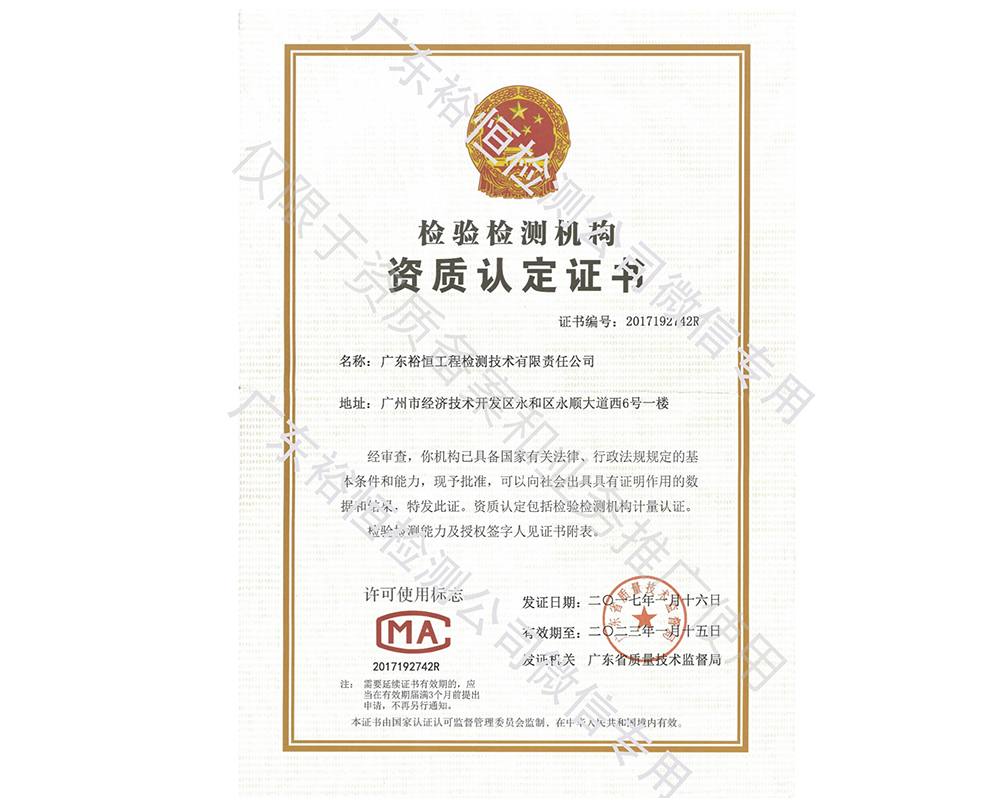 检验检测机构
资质认定证书
证书编号：2017192742R
名称：广东裕恒工程检测技术有限责任公司
地址：广州市经济技术开发区永和区永顺大道西6号一楼
经审查，你机构已具备国家有关法律、行政法规规定的基
本条件和能力，现予批准，可以向社会出具具有证明作用的数
据和结果，特发此证。资质认定包括检验检测机构计量认证。
检验检测能力及授权签字人见证书附表。
许可使用标志
MA
2017192742R
发证日期：二〇一七年一月十六日
有效期至：二〇二三年一月十五日
发证机关 广东省质量技术监督局
广东省质量技术监督局
注：需要延续证书有效期的，应
当在有效期届满3个月前提出
申请，不再另行通知。
本证书由国家认证认可监督管理委员会监制，在中华人民共和国境内有效。
广东裕恒检测公司微信专用
仅限于资质备案和业务推广使用
广东裕恒检测公司微信专用